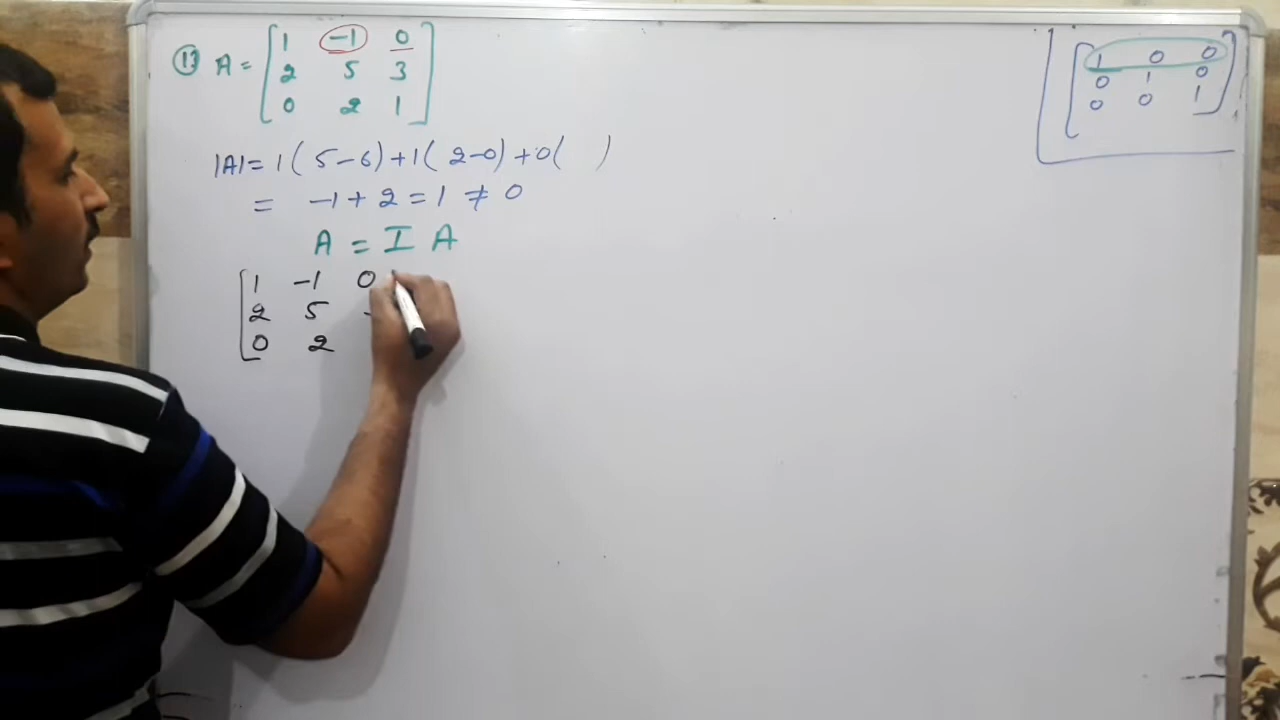 (13) A = [ 1 -1 0
2 5 3
0 2 1 ]
|A| = 1( 5-6) +1( 2-0) +0( )
= -1 + 2 = 1 ≠ 0
A = I A
[ 1 -1 0
2 5
0 2
[ 1 0 0
0 1 0
0 0 1 ]